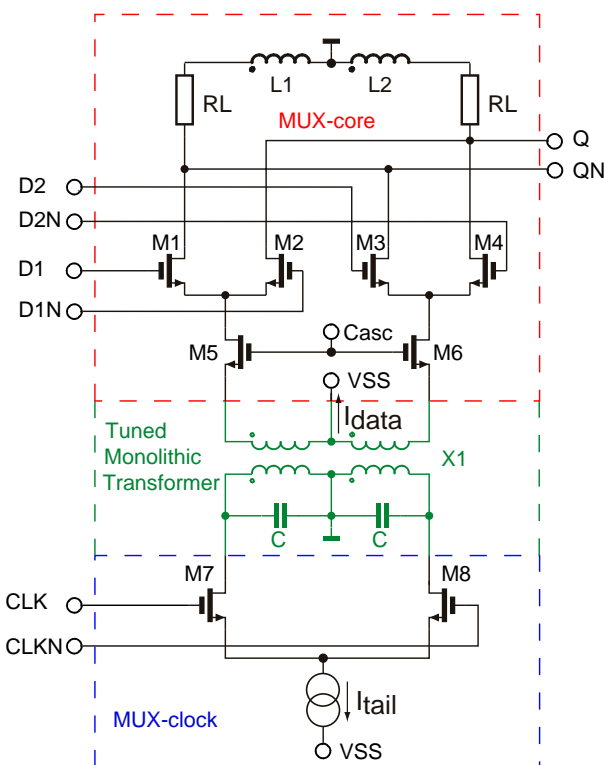 L1 L2
RL RL
MUX-core
Q
QN
D2
D2N
M1 M2 M3 M4
D1
D1N
Casc
M5 M6
VSS
Idata
Tuned
Monolithic
Transformer
X1
C C
M7 M8
CLK
CLKN
Itail
MUX-clock
VSS